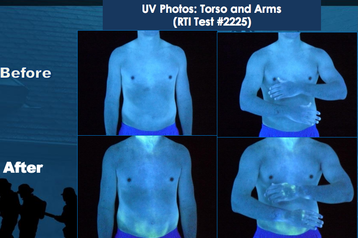 UV Photos: Torso and Arms
(RTI Test #2225)
Before
After